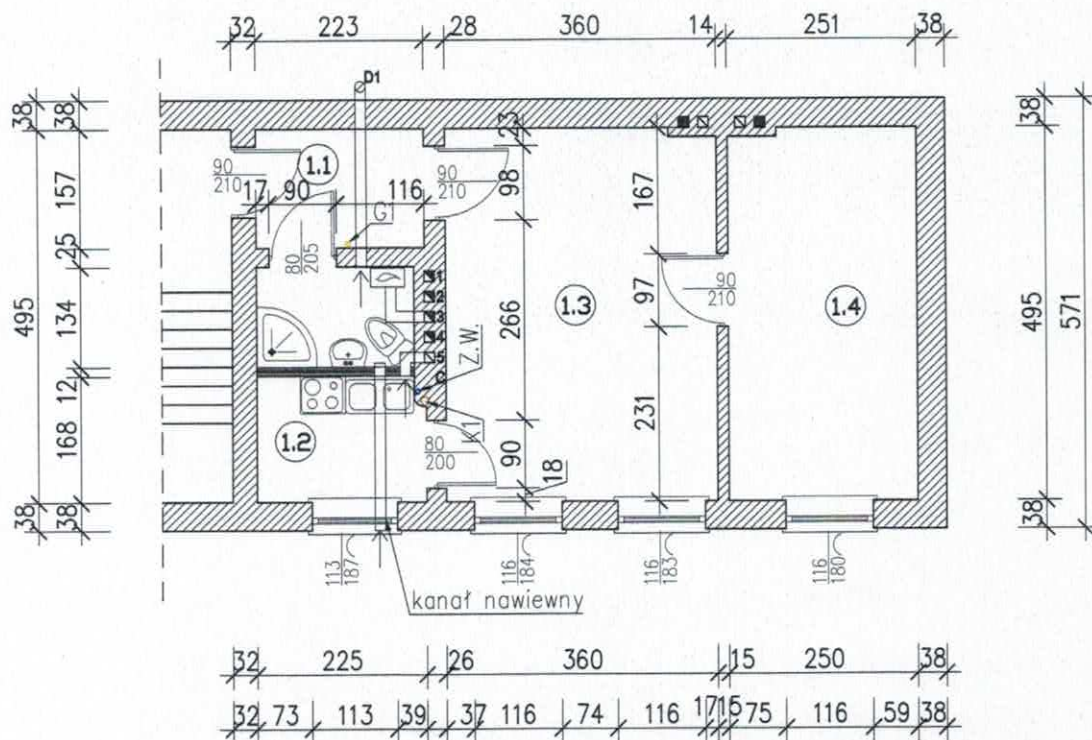 32 223 28 360 14 251 38
D1
38 38 23 38
90
210
1.1
90
210
17 90 116
G1
157 98 167
80
205
25
1
2
3
4
5
Z.W.
C
90
210
1.3
1.4
495 134 266 97 495 571
12
1.2
K1
80
200
168 90 18 231
38 38 38
113
187
116
184
116
183
116
180
kanał nawiewny
32 225 26 360 15 250 38
32 73 113 39 37 116 74 116 17 15 75 116 59 38